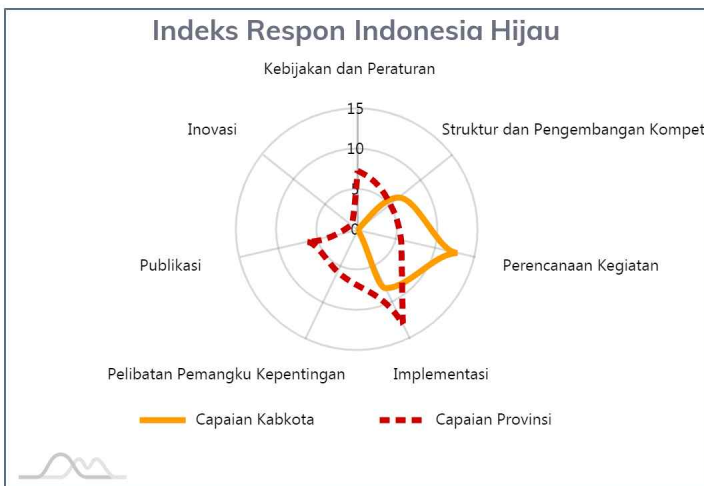 Indeks Respon Indonesia Hijau
Kebijakan dan Peraturan
15
Inovasi
Struktur dan Pengembangan Kompet
10
5
0
Publikasi
Perencanaan Kegiatan
Pelibatan Pemangku Kepentingan
Implementasi
Capaian Kabkota
Capaian Provinsi